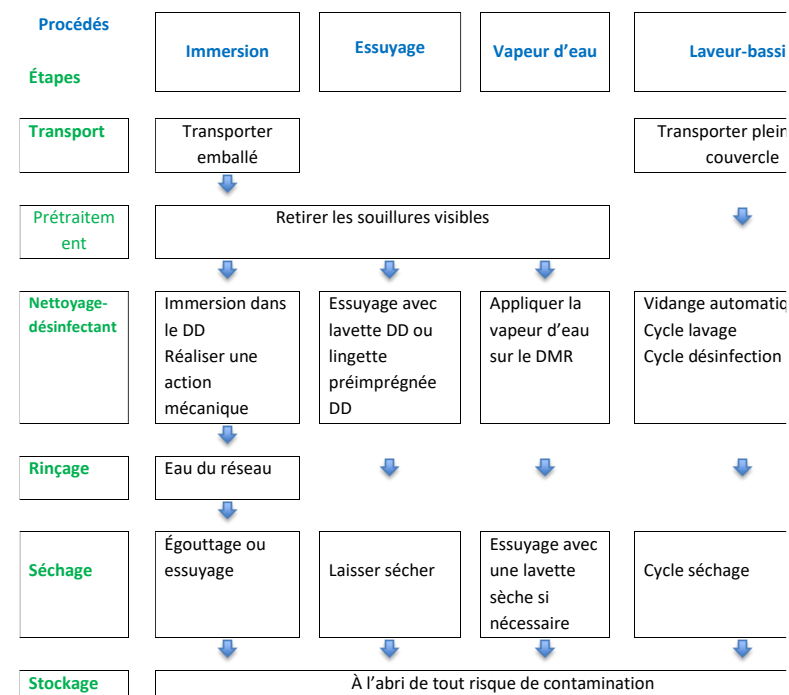 Procédés
Étapes
Immersion
Essuyage
Vapeur d’eau
Laveur-bassi
Transport
Transporter
emballé
Transporter plein
couvercle
Prétraitem
ent
Retirer les souillures visibles
Nettoyage-
désinfectant
Immersion dans
le DD
Réaliser une
action
mécanique
Essuyage avec
lavette DD ou
lingette
préimprégnée
DD
Appliquer la
vapeur d’eau
sur le DMR
Vidange automatiq
Cycle lavage
Cycle désinfection
Rinçage
Eau du réseau
Séchage
Égouttage ou
essuyage
Laisser sécher
Essuyage avec
une lavette
sèche si
nécessaire
Cycle séchage
Stockage
À l’abri de tout risque de contamination